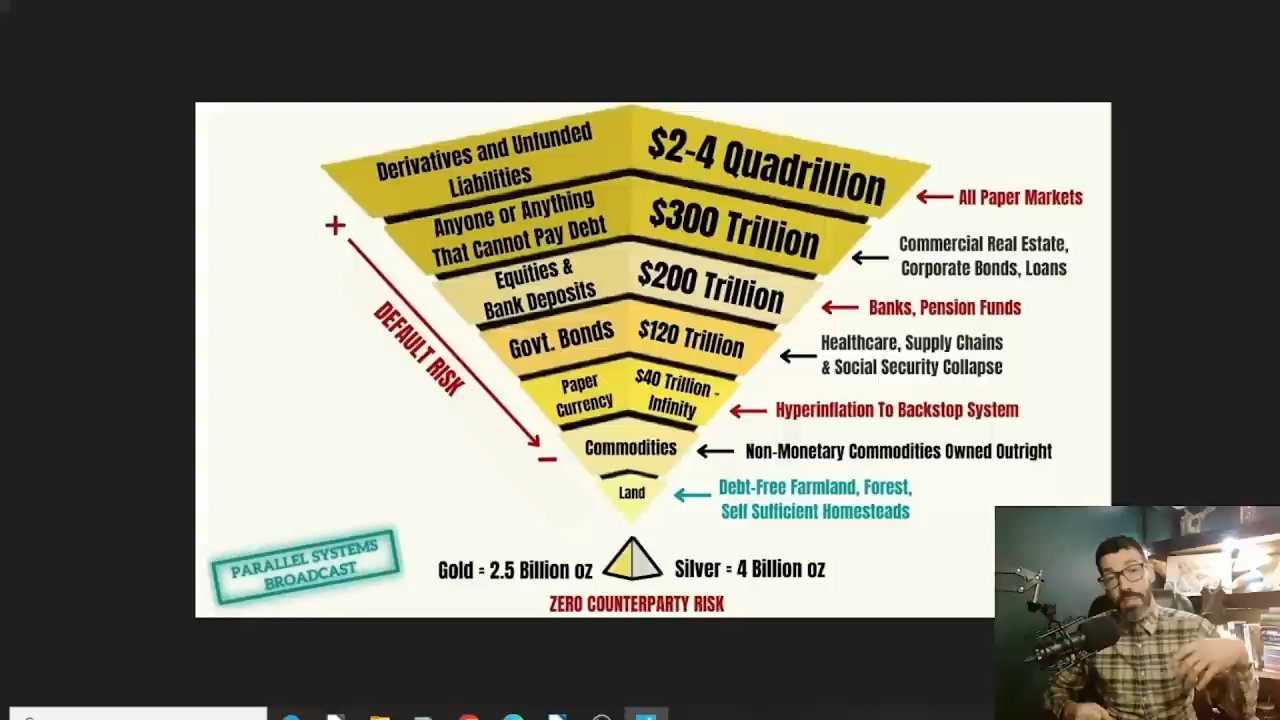 Derivatives and Unfunded
Liabilities
$2-4 Quadrillion
All Paper Markets
Anyone or Anything
That Cannot Pay Debt
$300 Trillion
Commercial Real Estate,
Corporate Bonds, Loans
Equities &
Bank Deposits
$200 Trillion
Banks, Pension Funds
Govt. Bonds
$120 Trillion
Healthcare, Supply Chains
& Social Security Collapse
Paper
Currency
$40 Trillion -
Infinity
Hyperinflation To Backstop System
Commodities
Non-Monetary Commodities Owned Outright
Land
Debt-Free Farmland, Forest,
Self Sufficient Homesteads
+
DEFAULT RISK
-
PARALLEL SYSTEMS
BROADCAST
Gold = 2.5 Billion oz
Silver = 4 Billion oz
ZERO COUNTERPARTY RISK